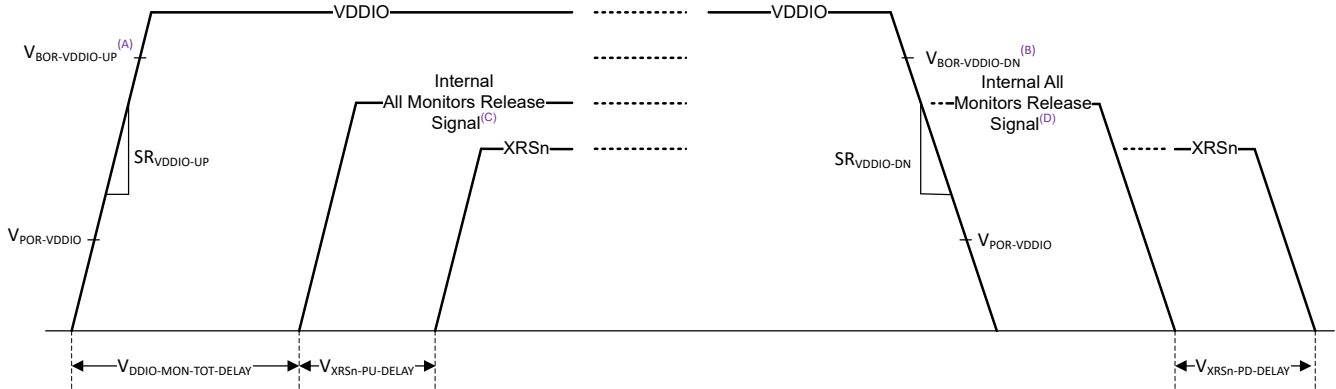 VDDIO
VDDIO
VBOR-VDDIO-UP(A)
VBOR-VDDIO-DN(B)
Internal
All Monitors Release
Signal(C)
Internal All
Monitors Release
Signal(D)
XRSn
XRSn
SRVDDIO-UP
SRVDDIO-DN
VPOR-VDDIO
VPOR-VDDIO
VDDIO-MON-TOT-DELAY
VXRSn-PU-DELAY
VXRSn-PD-DELAY